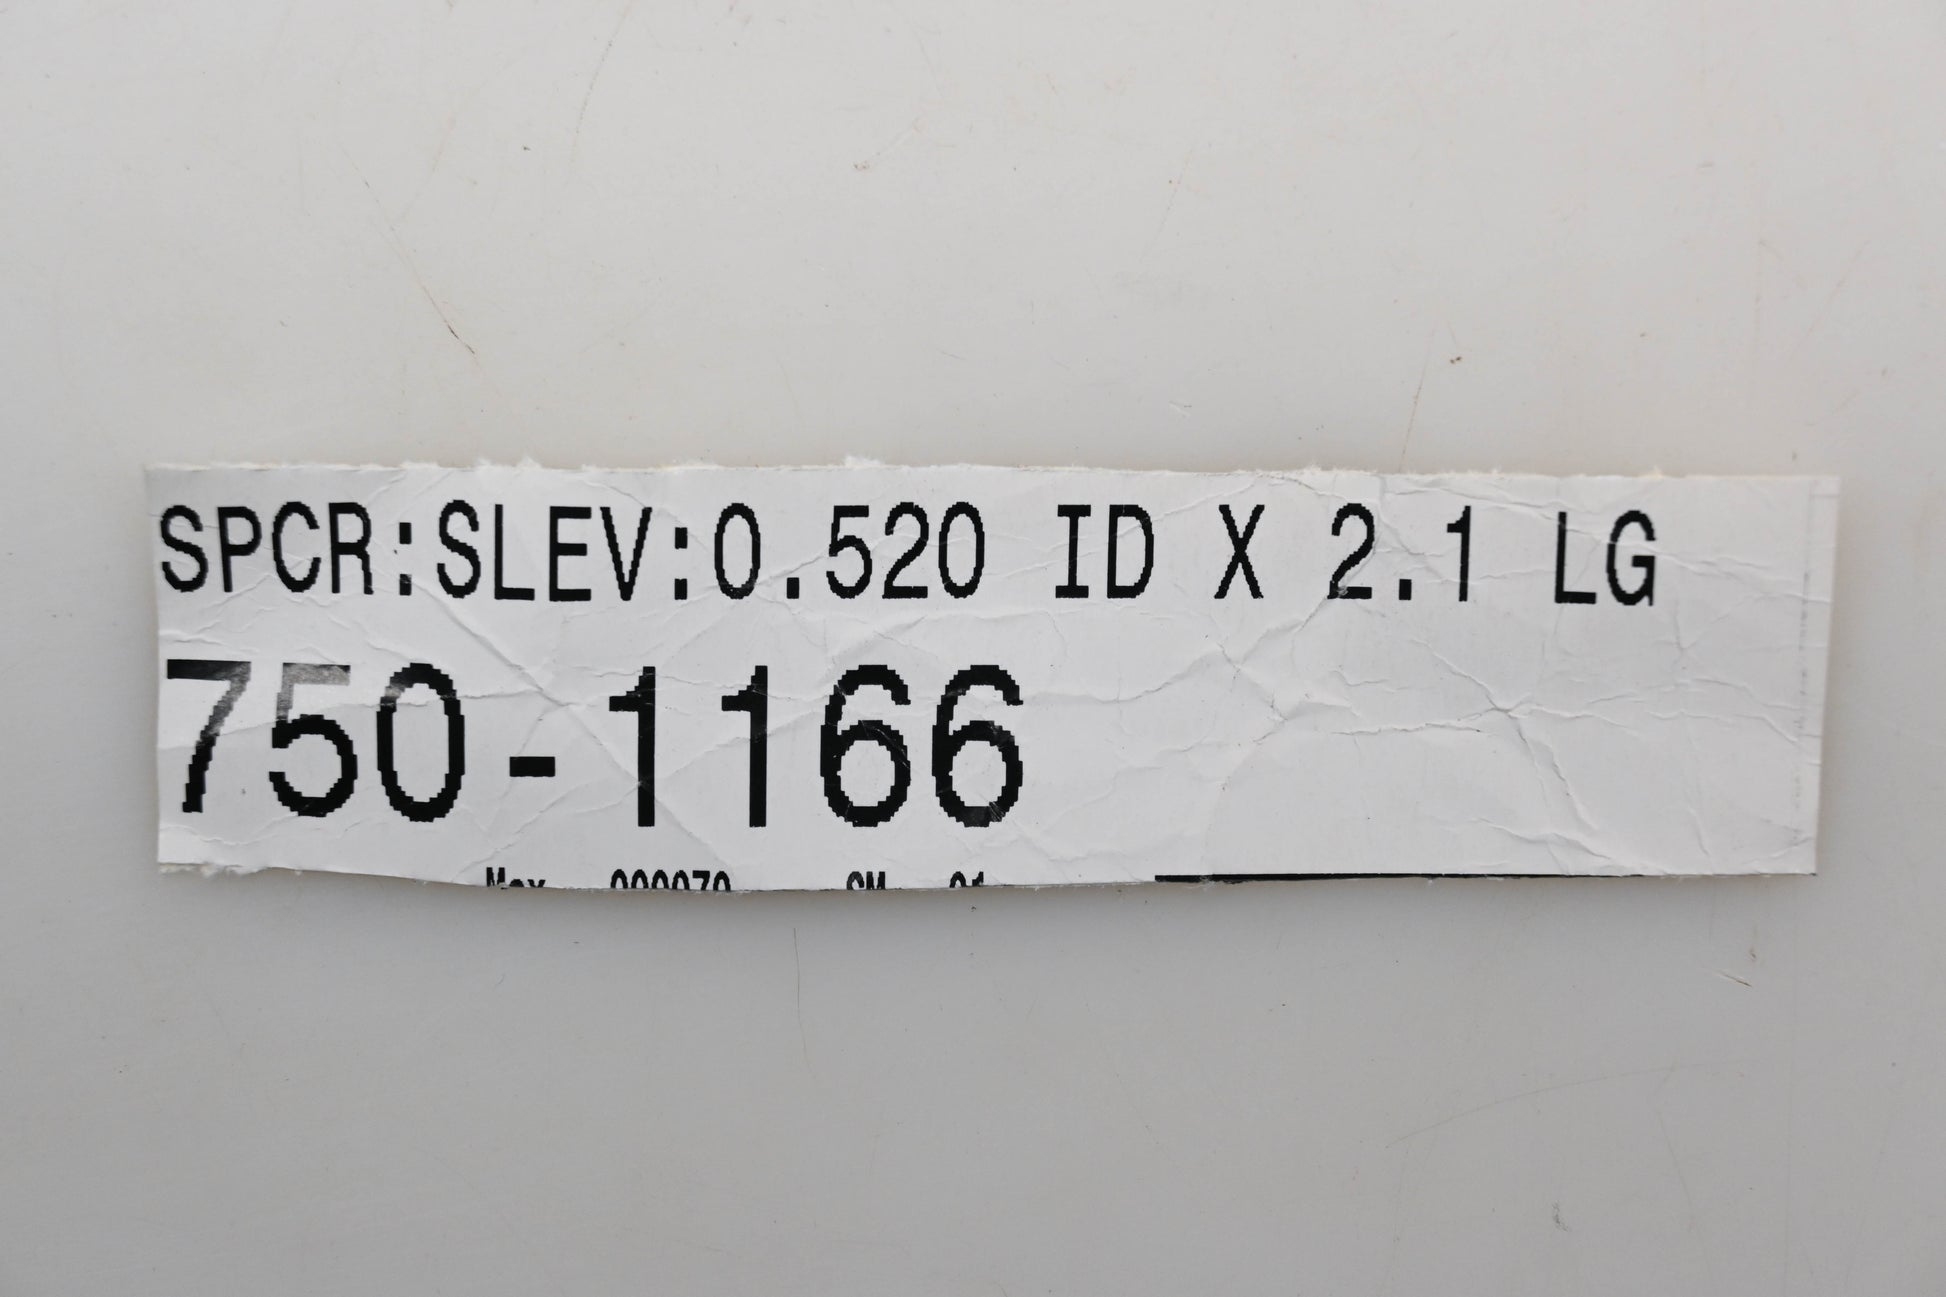 SPCR:SLEV:0.520 ID X 2.1 LG
750-1166